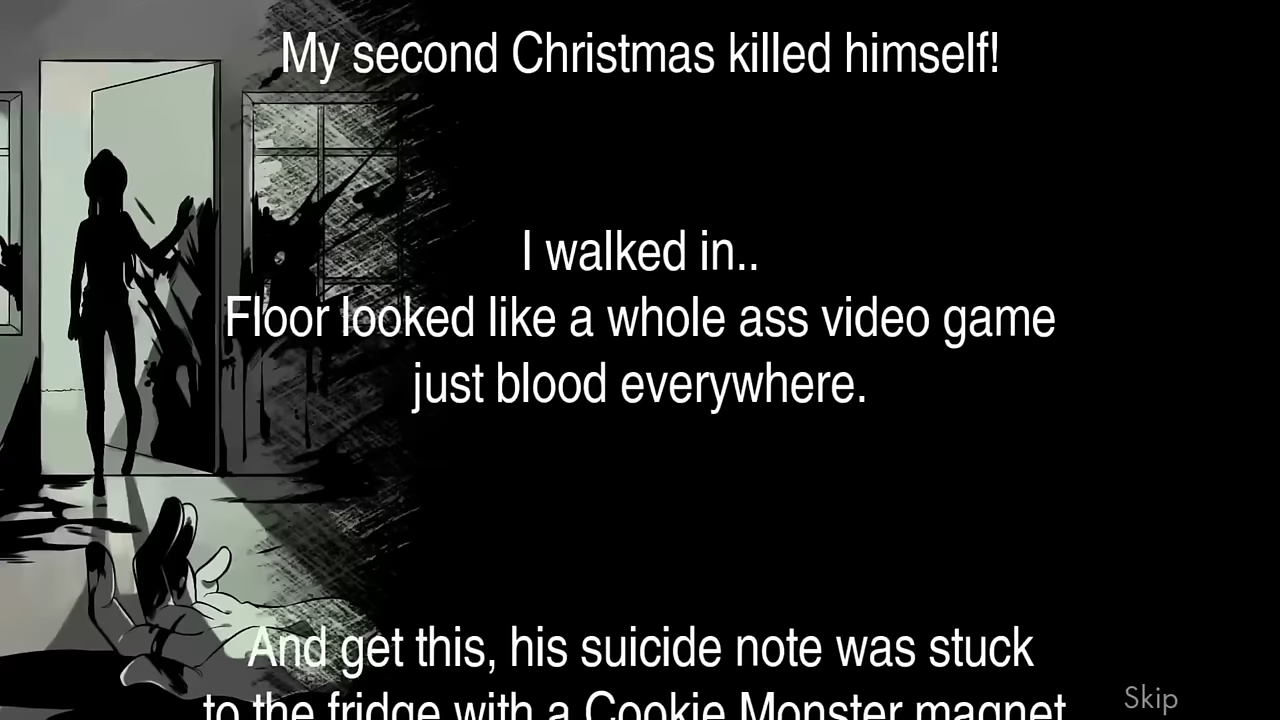 My second Christmas killed himself!
I walked in..
Floor looked like a whole ass video game
just blood everywhere.
And get this, his suicide note was stuck
to the fridge with a Cookie Monster magnet
Skip